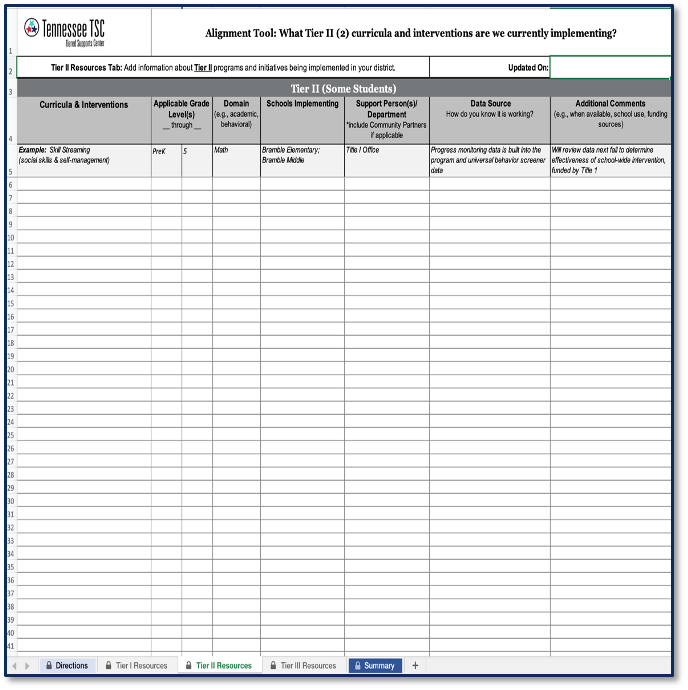 Tennessee TSC
Tiered Supports Center
Alignment Tool: What Tier II (2) curricula and interventions are we currently implementing?
1
2
Tier II Resources Tab: Add information about Tier II programs and initiatives being implemented in your district.
Updated On:
3
Tier II (Some Students)
4
Curricula & Interventions
Applicable Grade
Level(s)
__ through __
Domain
(e.g., academic,
behavioral)
Schools Implementing
Support Person(s)/
Department
*Include Community Partners
if applicable
Data Source
How do you know it is working?
Additional Comments
(e.g., when available, school use, funding
sources)
5
Example: Skill Streaming
(social skills & self-management)
PreK
5
Math
Bramble Elementary;
Bramble Middle
Title I Office
Progress monitoring data is built into the
program and universal behavior screener
data
Will review data next fall to determine
effectiveness of school-wide intervention,
funded by Title 1
6
7
8
9
10
11
12
13
14
15
16
17
18
19
20
21
22
23
24
25
26
27
28
29
30
31
32
33
34
35
36
37
38
39
40
41
Directions
Tier I Resources
Tier II Resources
Tier III Resources
Summary
+